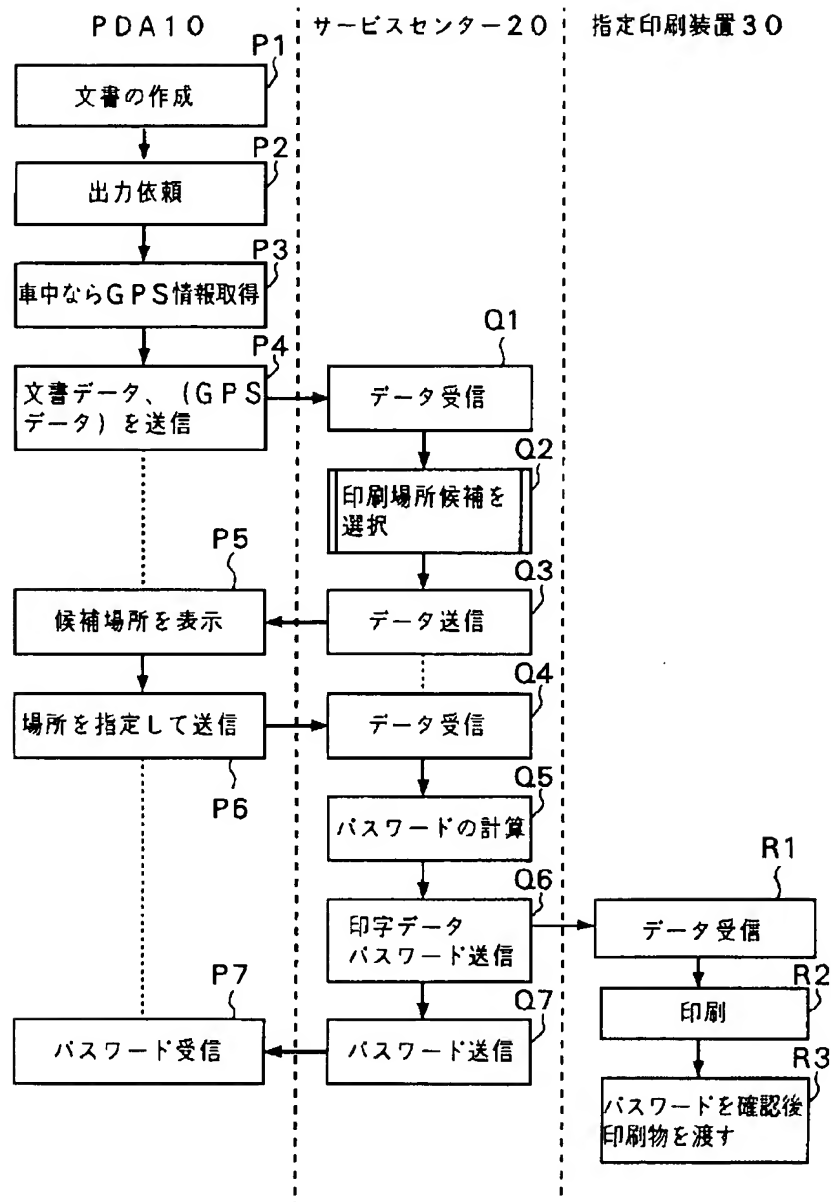 PDA10
サービスセンター20
指定印刷装置30
P1
文書の作成
P2
出力依頼
P3
車中ならGPS情報取得
P4
文書データ、(GPS
データ)を送信
Q1
データ受信
Q2
印刷場所候補を
選択
P5
候補場所を表示
Q3
データ送信
場所を指定して送信
P6
Q4
データ受信
Q5
パスワードの計算
Q6
印字データ
パスワード送信
R1
データ受信
R2
印刷
P7
パスワード受信
Q7
パスワード送信
R3
パスワードを確認後
印刷物を渡す